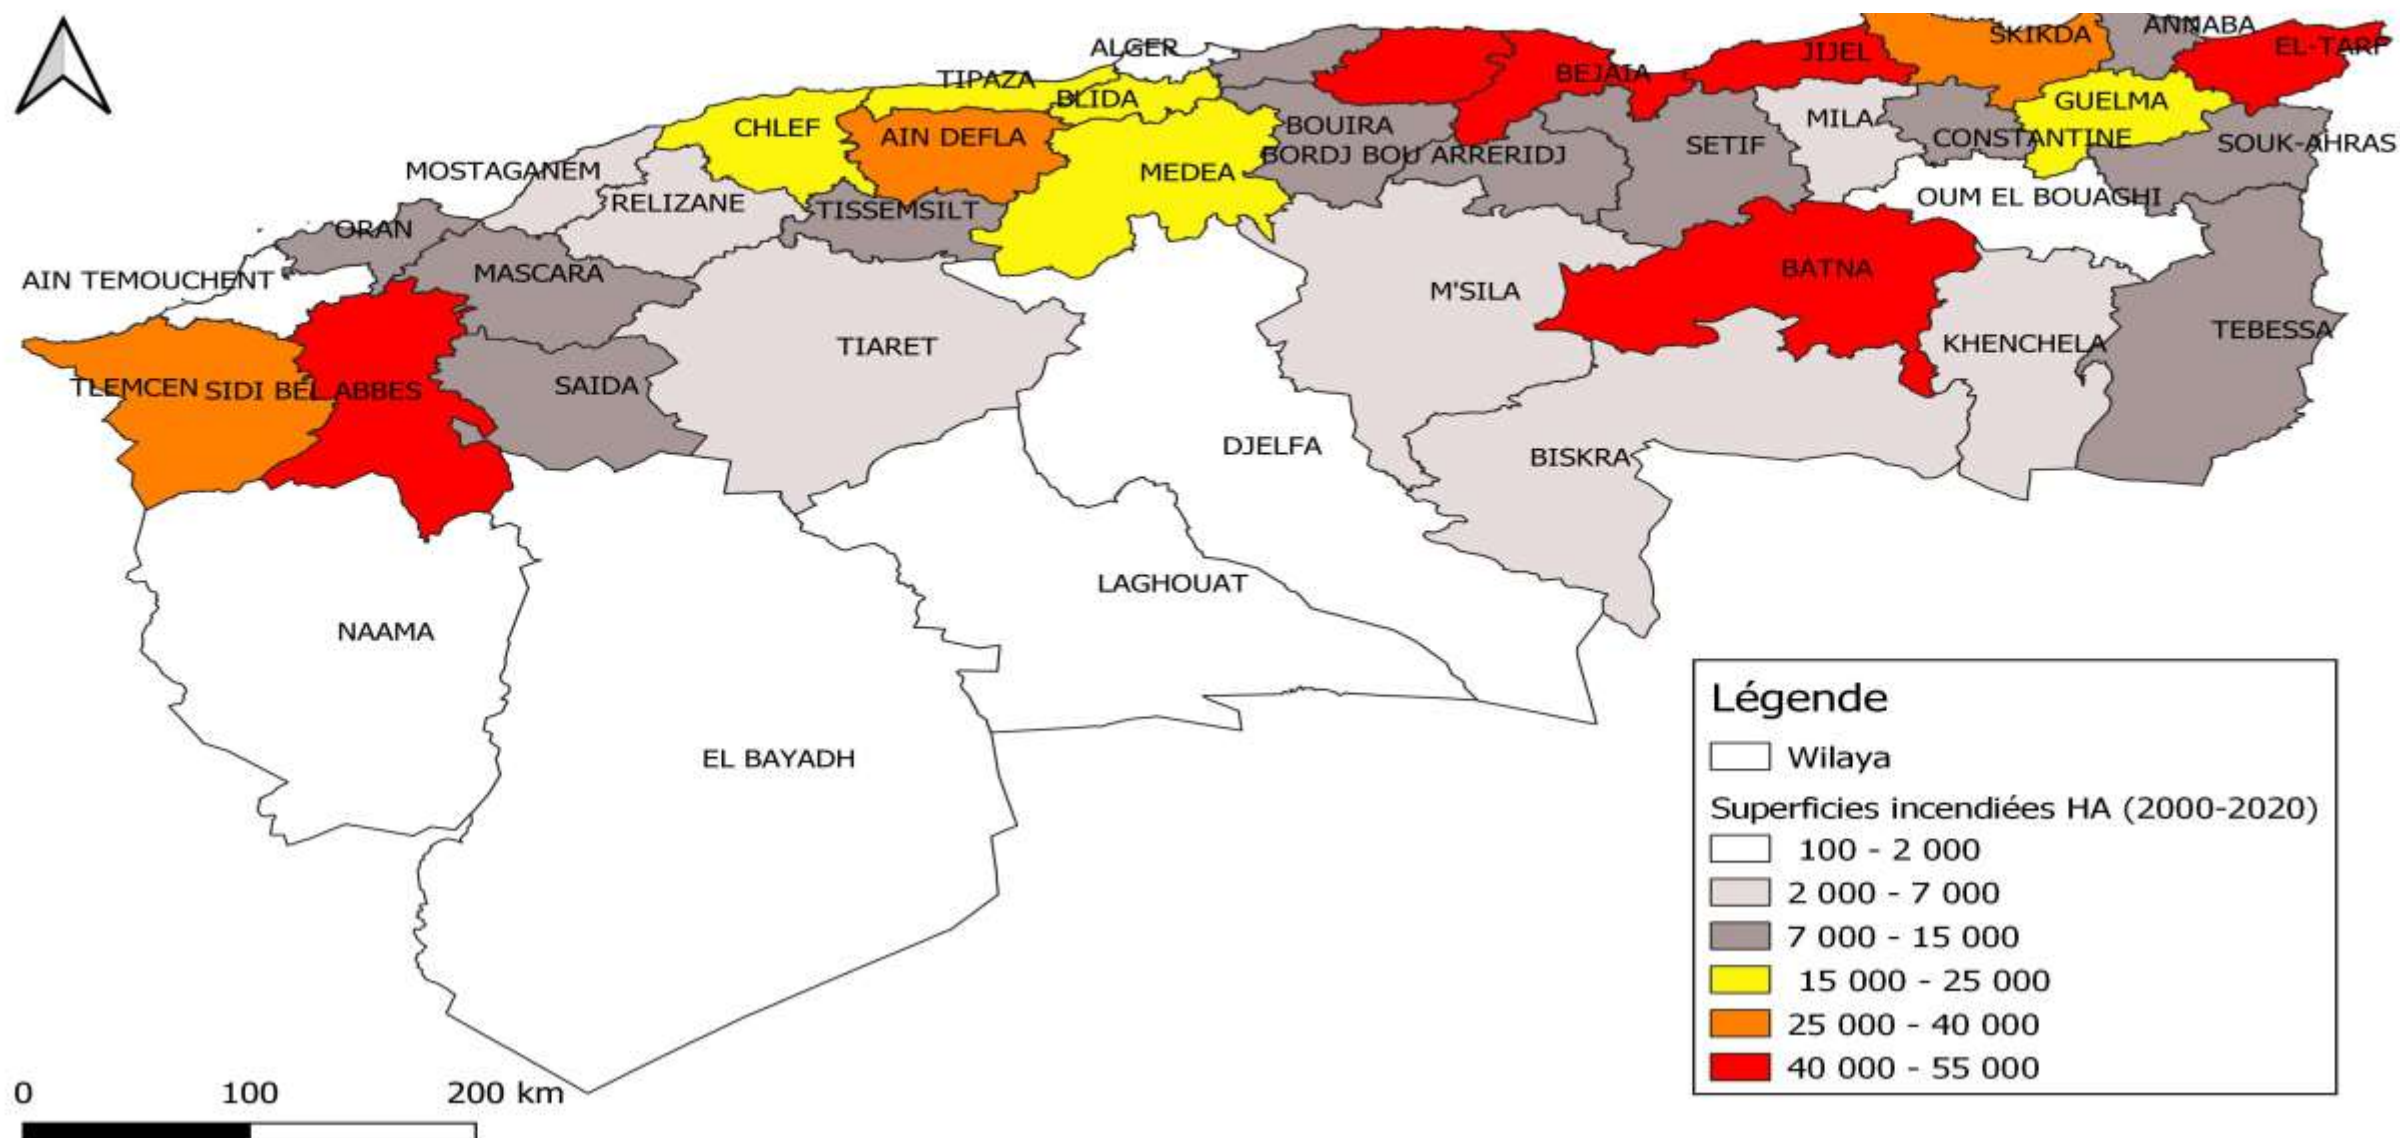 ALGER
ANNABA
SKIKDA
EL-TARF
JIJEL
BEJAIA
TIPAZA
BLIDA
GUELMA
CHLEF
AIN DEFLA
BOUIRA
MILA
CONSTANTINE
SOUK-AHRAS
SETIF
BORDJ BOU ARRERIDJ
MEDEA
MOSTAGANEM
RELIZANE
TISSEMSILT
OUM EL BOUAGHI
ORAN
MASCARA
AIN TEMOUCHENT
BATNA
M'SILA
TEBESSA
TIARET
KHENCHELA
TLEMCEN
SIDI BEL ABBES
SAIDA
DJELFA
BISKRA
LAGHOUAT
NAAMA
EL BAYADH
Légende
Wilaya
Superficies incendiées HA (2000-2020)
100 - 2 000
2 000 - 7 000
7 000 - 15 000
15 000 - 25 000
25 000 - 40 000
40 000 - 55 000
0 100 200 km